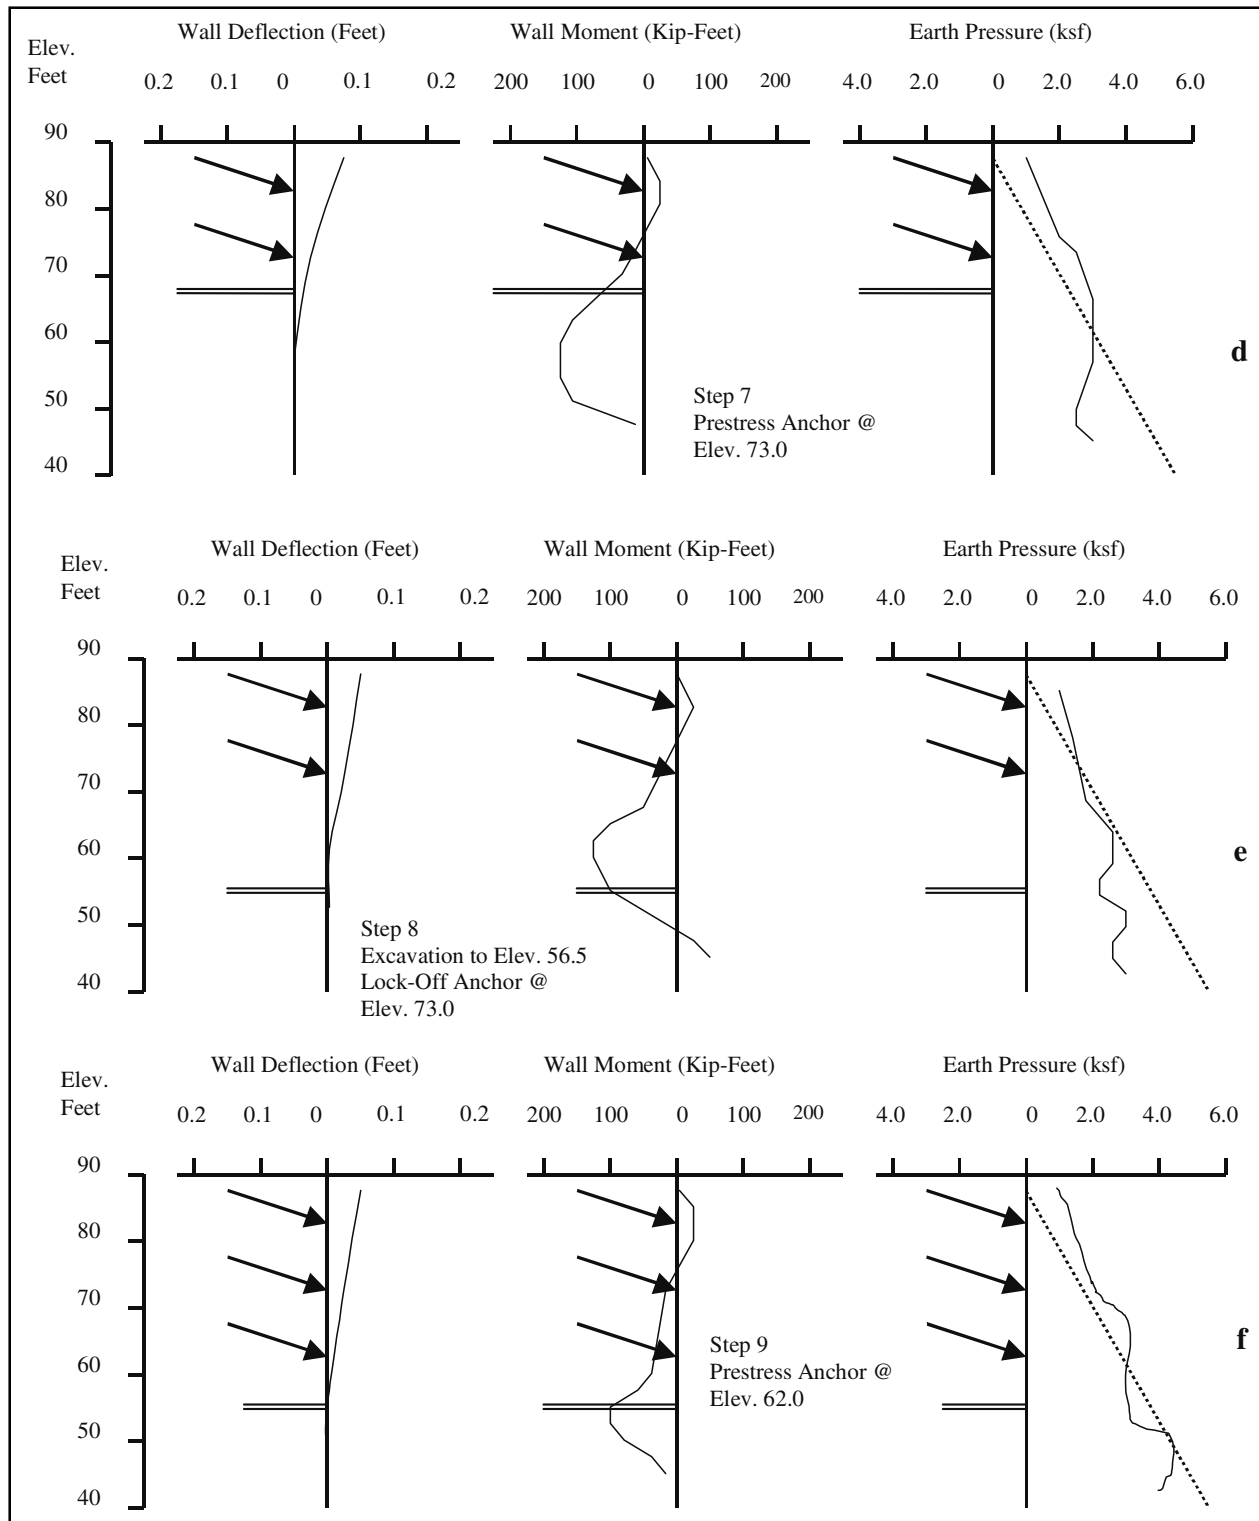 Wall Deflection (Feet) Wall Moment (Kip-Feet) Earth Pressure (ksf)
Elev.
Feet
0.2 0.1 0 0.1 0.2 200 100 0 100 200 4.0 2.0 0 2.0 4.0 6.0
90
80
70
60
50
40
Step 7
Prestress Anchor @
Elev. 73.0
d
Wall Deflection (Feet) Wall Moment (Kip-Feet) Earth Pressure (ksf)
Elev.
Feet
0.2 0.1 0 0.1 0.2 200 100 0 100 200 4.0 2.0 0 2.0 4.0 6.0
90
80
70
60
50
40
Step 8
Excavation to Elev. 56.5
Lock-Off Anchor @
Elev. 73.0
e
Wall Deflection (Feet) Wall Moment (Kip-Feet) Earth Pressure (ksf)
Elev.
Feet
0.2 0.1 0 0.1 0.2 200 100 0 100 200 4.0 2.0 0 2.0 4.0 6.0
90
80
70
60
50
40
Step 9
Prestress Anchor @
Elev. 62.0
f